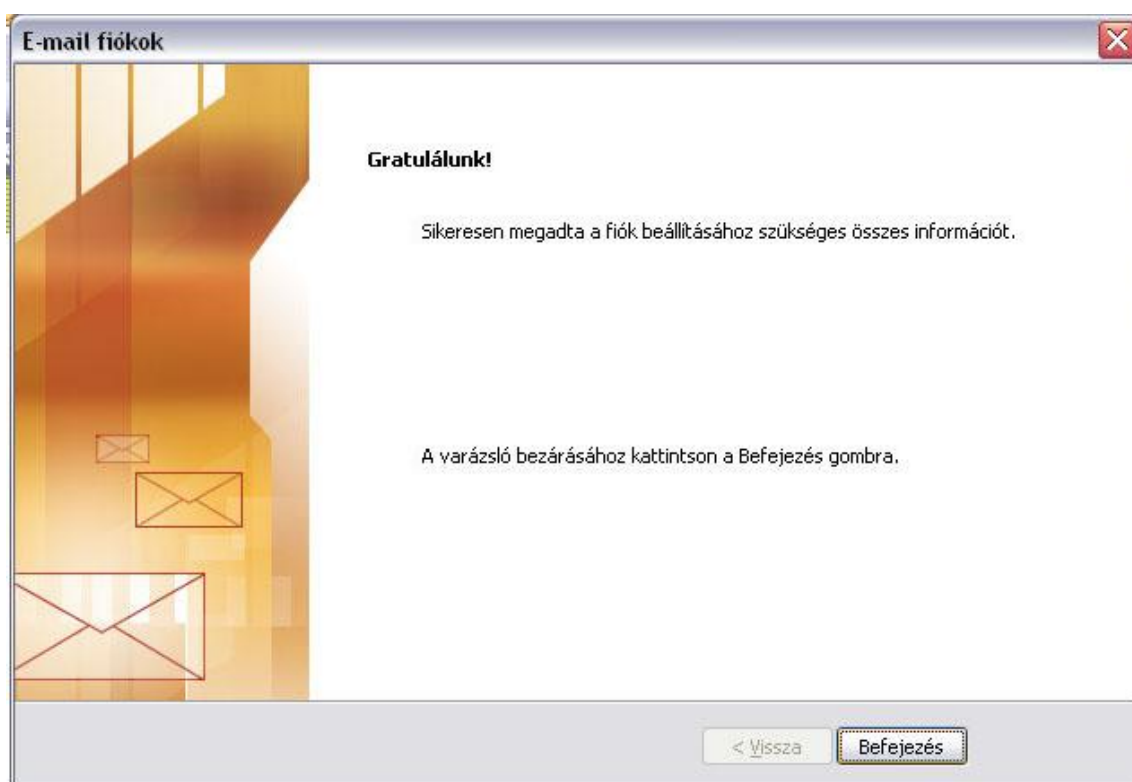 E-mail fiókok
Gratulálunk!
Sikeresen megadta a fiók beállításához szükséges összes információt.
A varázsló bezárásához kattintson a Befejezés gombra.
< Vissza
Befejezés